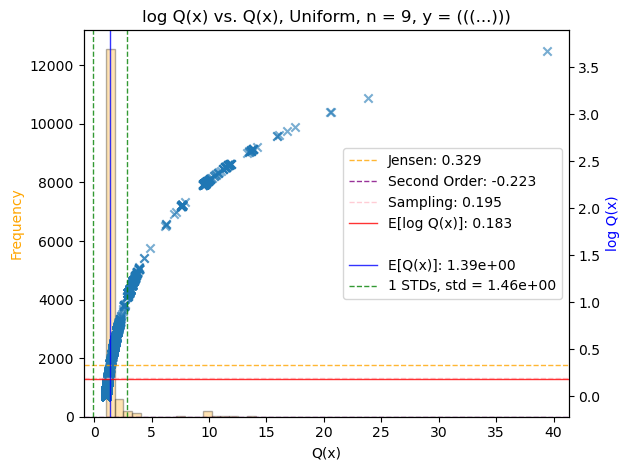 log Q(x) vs. Q(x), Uniform, n = 9, y = (((...)))
12000
10000
8000
6000
4000
2000
0
Frequency
3.5
3.0
2.5
2.0
1.5
1.0
0.5
0.0
log Q(x)
Jensen: 0.329
Second Order: -0.223
Sampling: 0.195
E[log Q(x)]: 0.183
E[Q(x)]: 1.39e+00
1 STDs, std = 1.46e+00
0 5 10 15 20 25 30 35 40
Q(x)